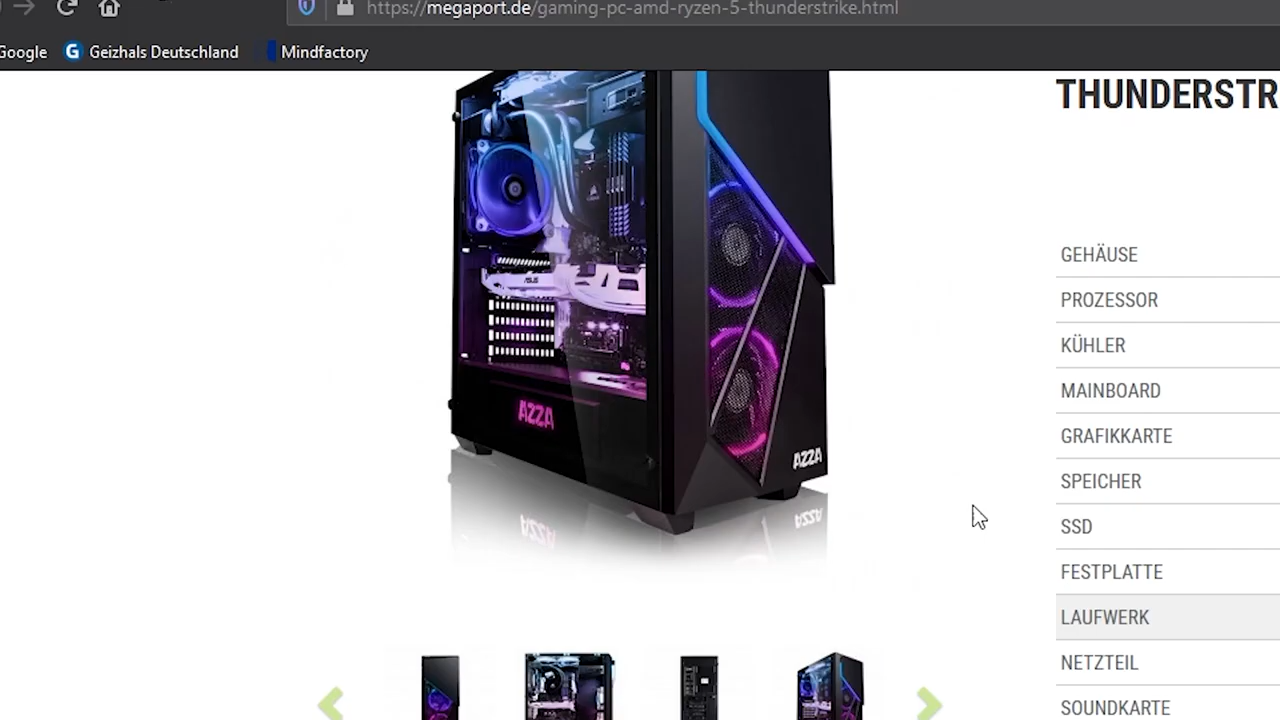 https://megaport.de/gaming-pc-amd-ryzen-5-thunderstrike.html
Google
G Geizhals Deutschland
Mindfactory
THUNDERSTR
ASUS
AZZA
AZZA
GEHÄUSE
PROZESSOR
KÜHLER
MAINBOARD
GRAFIKKARTE
SPEICHER
SSD
FESTPLATTE
LAUFWERK
NETZTEIL
SOUNDKARTE